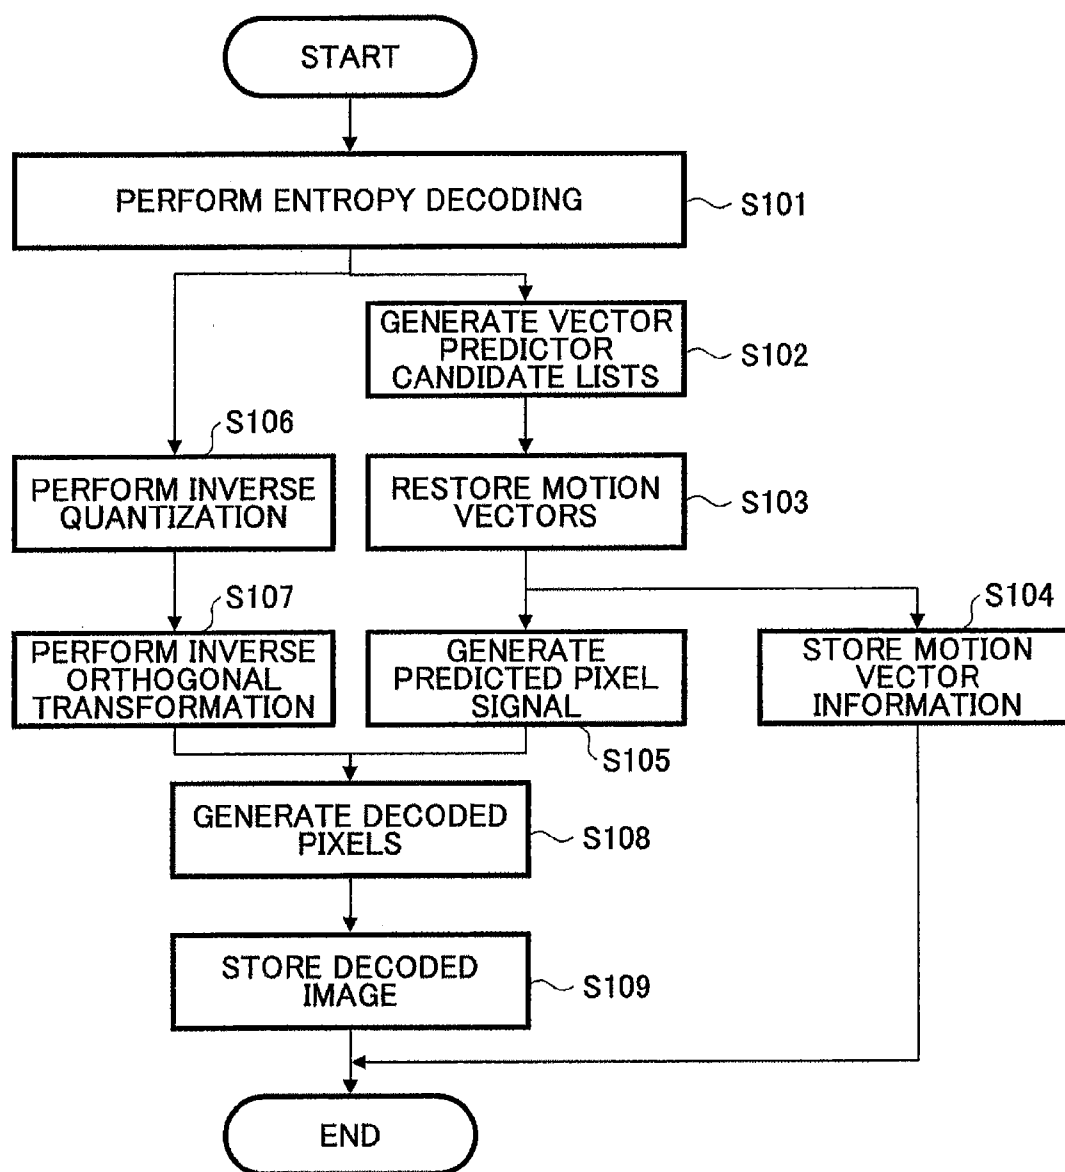 START
PERFORM ENTROPY DECODING
S101
GENERATE VECTOR
PREDICTOR
CANDIDATE LISTS
S102
S106
PERFORM INVERSE
QUANTIZATION
RESTORE MOTION
VECTORS
S103
S107
PERFORM INVERSE
ORTHOGONAL
TRANSFORMATION
GENERATE
PREDICTED PIXEL
SIGNAL
S105
S104
STORE MOTION
VECTOR
INFORMATION
GENERATE DECODED
PIXELS
S108
STORE DECODED
IMAGE
S109
END